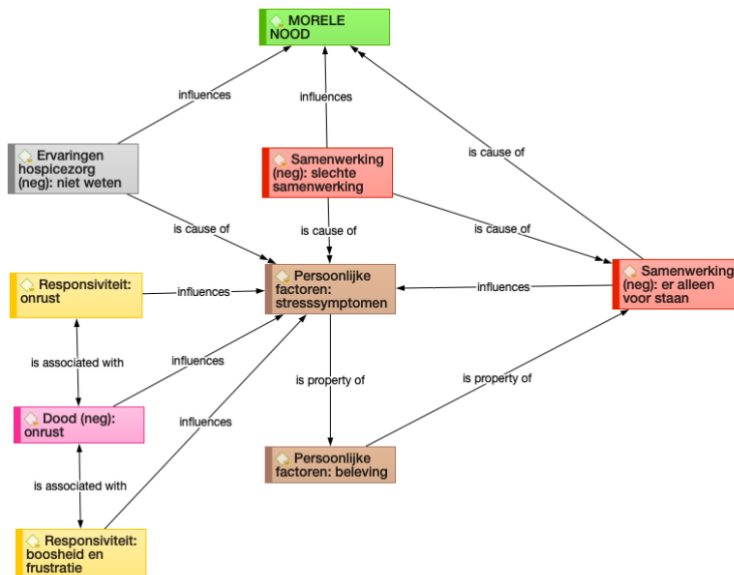 MORELE
NOOD
influences
influences
Ervaringen
hospicezorg
(neg): niet weten
Samenwerking
(neg): slechte
samenwerking
is cause of
is cause of
is cause of
is cause of
Responsiviteit:
onrust
influences
Persoonlijke
factoren:
stresssymptomen
influences
Samenwerking
(neg): er alleen
voor staan
is associated with
influences
is property of
is property of
Dood (neg):
onrust
influences
Persoonlijke
factoren: beleving
is associated with
Responsiviteit:
boosheid en
frustratie